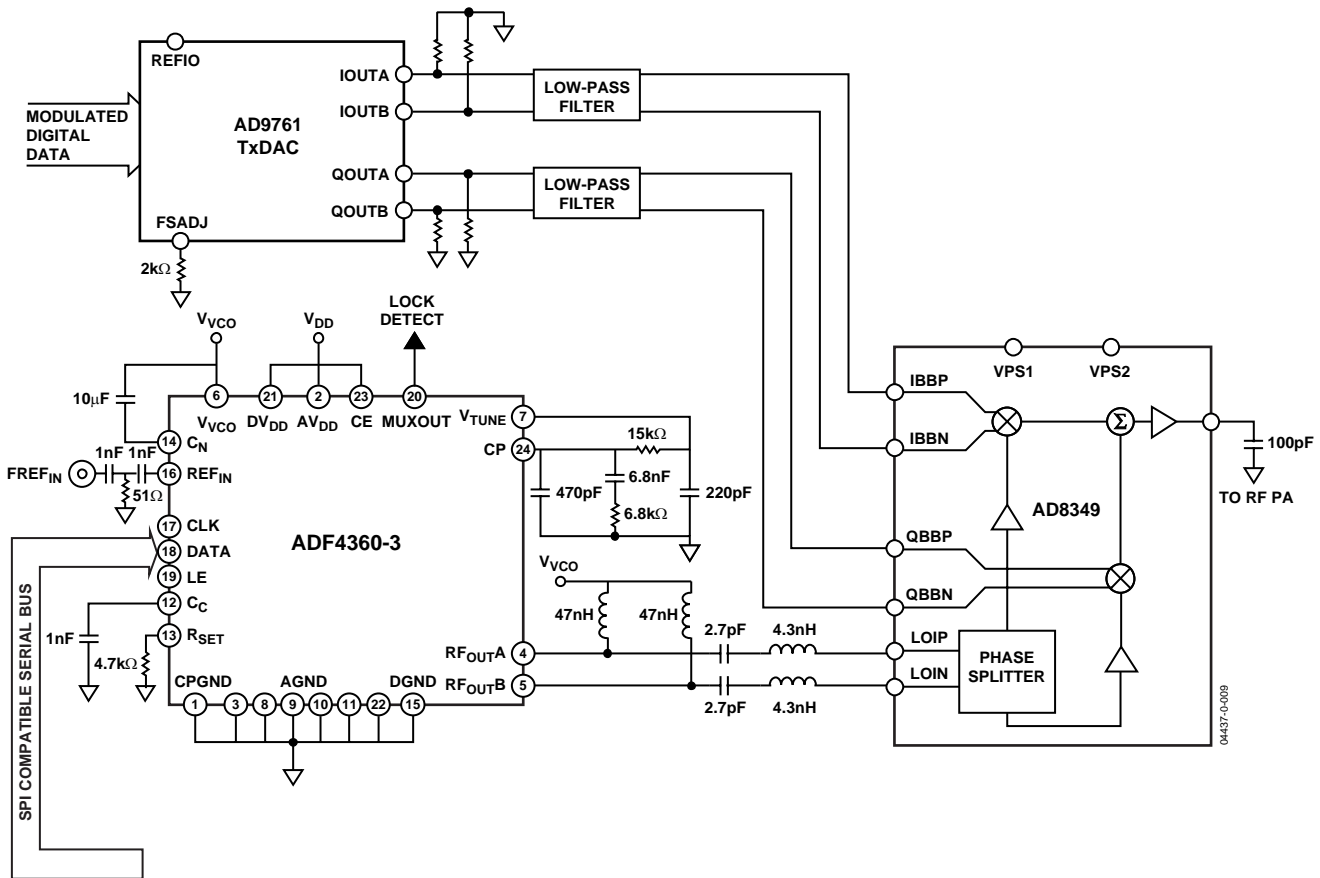 REFIO
IOUTA
IOUTB
QOUTA
QOUTB
FSADJ
AD9761
TxDAC
MODULATED
DIGITAL
DATA
LOW-PASS
FILTER
LOW-PASS
FILTER
2kΩ
LOCK
DETECT
VVCO
VDD
10µF
6
21
2
23
20
VVCO
DVDD
AVDD
CE
MUXOUT
VTUNE
7
CP
24
14
CN
1nF
1nF
FREFIN
16
REFIN
51Ω
17
CLK
18
DATA
19
LE
12
CC
13
RSET
1nF
4.7kΩ
ADF4360-3
15kΩ
6.8nF
470pF
220pF
6.8kΩ
VVCO
47nH
47nH
2.7pF
4.3nH
RFOUTA
4
RFOUTB
5
2.7pF
4.3nH
CPGND
AGND
DGND
1
3
8
9
10
11
22
15
SPI COMPATIBLE SERIAL BUS
VPS1
VPS2
IBBP
IBBN
Σ
100pF
TO RF PA
AD8349
QBBP
QBBN
LOIP
LOIN
PHASE
SPLITTER
04437-0-009